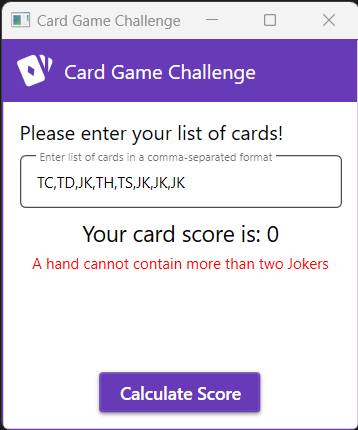 Card Game Challenge
Card Game Challenge
Please enter your list of cards!
Enter list of cards in a comma-separated format
TC,TD,JK,TH,TS,JK,JK,JK
Your card score is: 0
A hand cannot contain more than two Jokers
Calculate Score